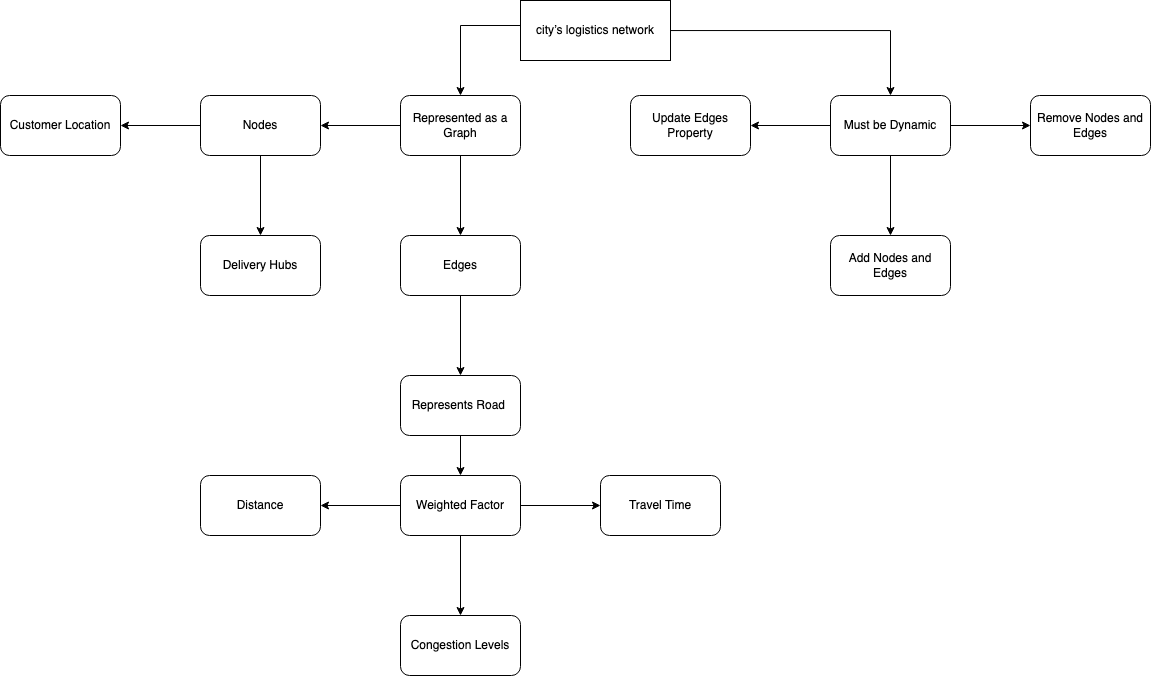 city’s logistics network
Customer Location
Nodes
Represented as a
Graph
Update Edges
Property
Must be Dynamic
Remove Nodes and
Edges
Delivery Hubs
Edges
Add Nodes and
Edges
Represents Road
Distance
Weighted Factor
Travel Time
Congestion Levels